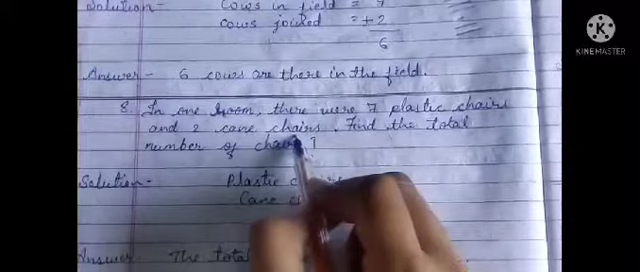 Solution- Cows in field = 4
cows joined = + 2
6
Answer- 6 cows are there in the field.
8. In one room, there were 7 plastic chairs
and 2 cane chairs. Find the total
number of chairs?
Solution- Plastic
Cane
Answer- The total
KINEMASTER